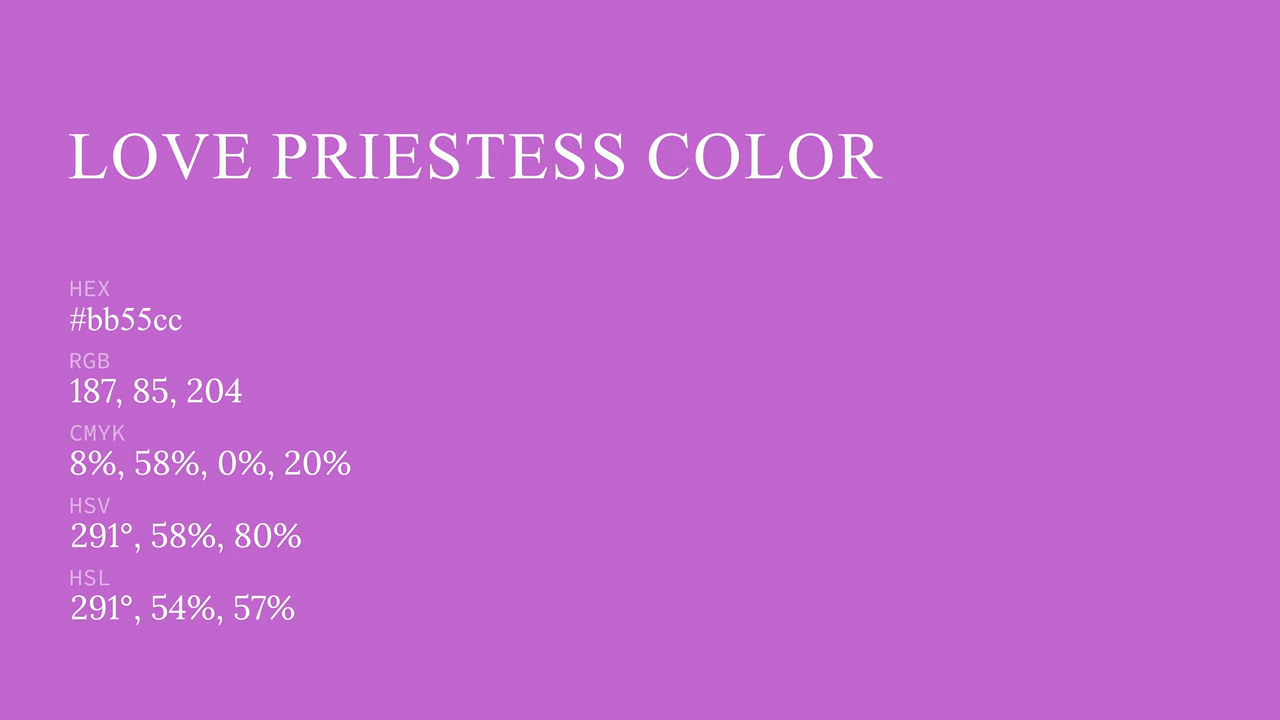 LOVE PRIESTESS COLOR
HEX
#bb55cc
RGB
187, 85, 204
CMYK
8%, 58%, 0%, 20%
HSV
291°, 58%, 80%
HSL
291°, 54%, 57%